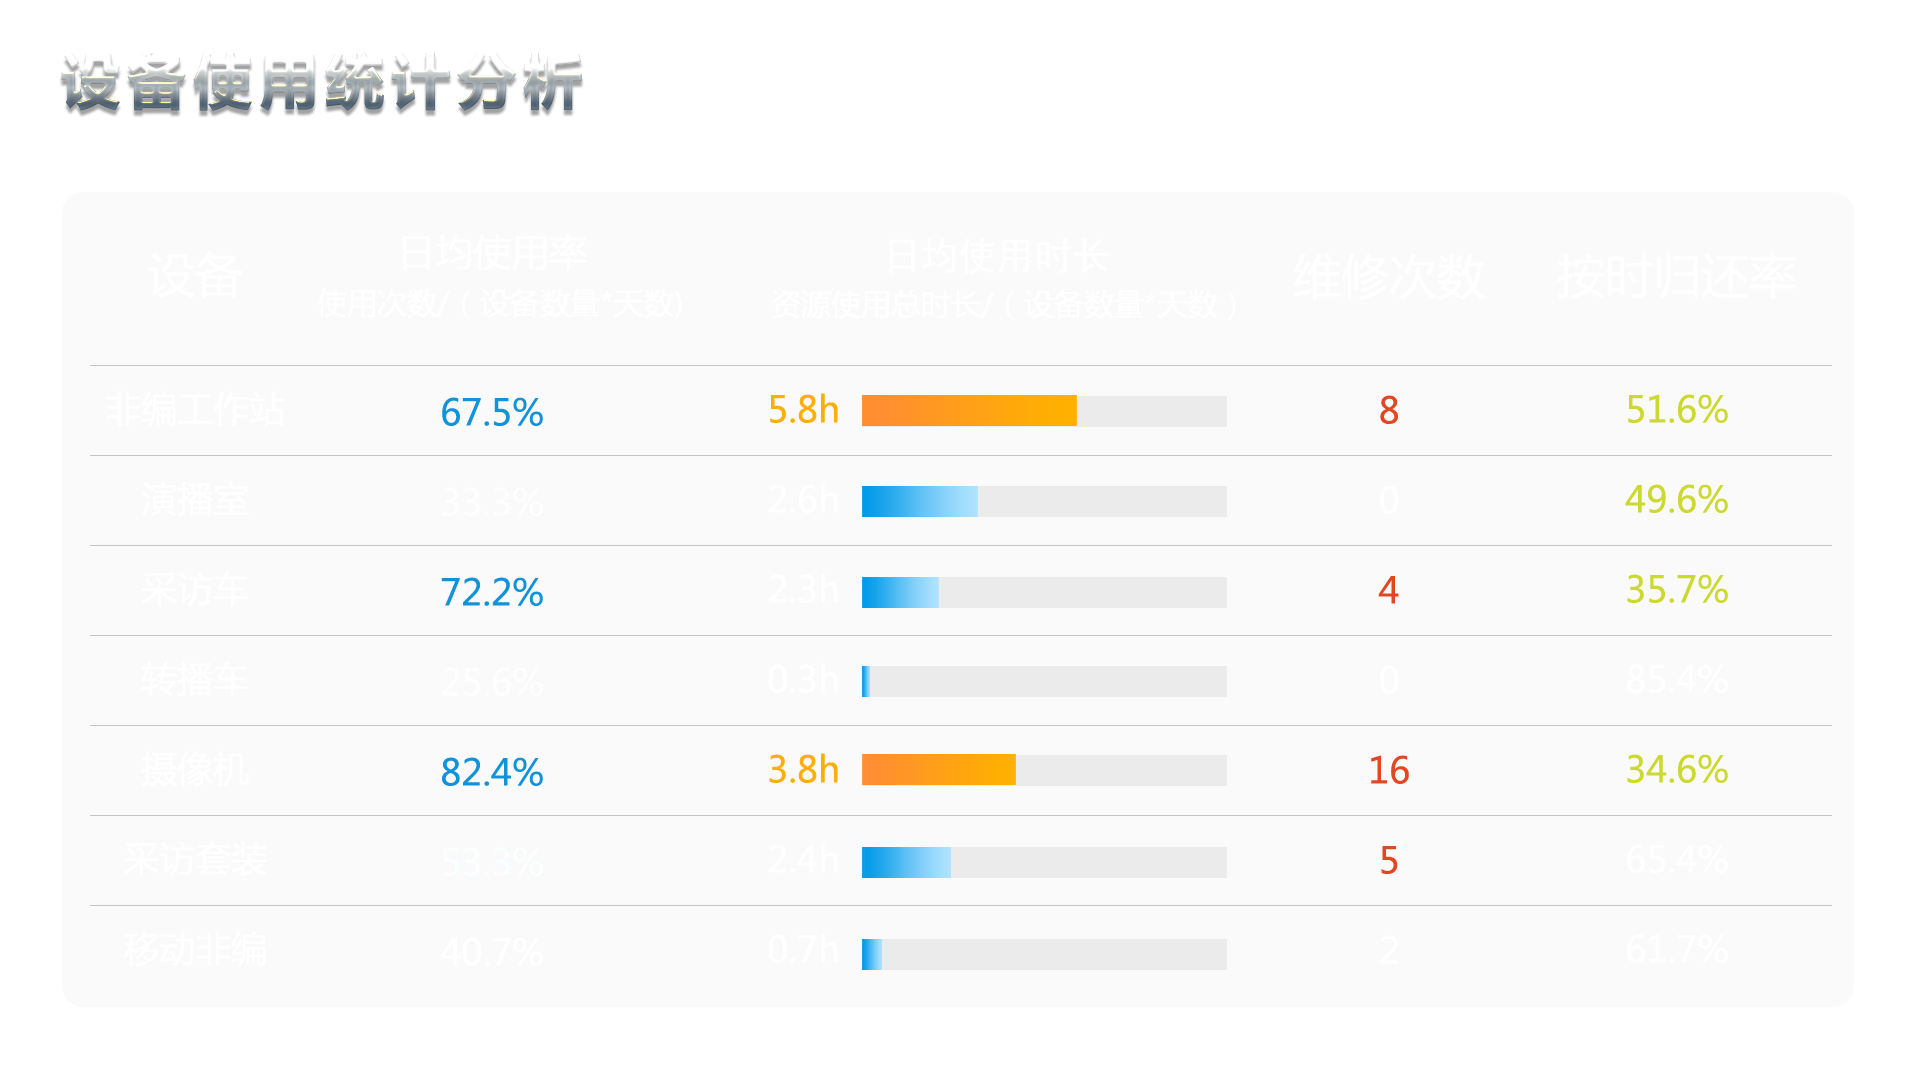 设备使用统计分析
设备 日均使用率 日均使用时长 维修次数 按时归还率
使用次数/（设备数量*天数) 资源使用总时长/（设备数量*天数）
非编工作站 67.5% 5.8h 8 51.6%
演播室 33.3% 2.6h 0 49.6%
采访车 72.2% 2.3h 4 35.7%
转播车 25.6% 0.3h 0 85.4%
摄像机 82.4% 3.8h 16 34.6%
采访套装 53.3% 2.4h 5 65.4%
移动非编 40.7% 0.7h 2 61.7%